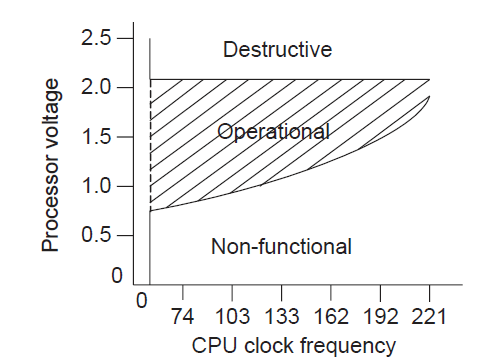 2.5
Destructive
2.0
Operational
1.5
1.0
0.5
Non-functional
0
0
74 103 133 162 192 221
CPU clock frequency
Processor voltage